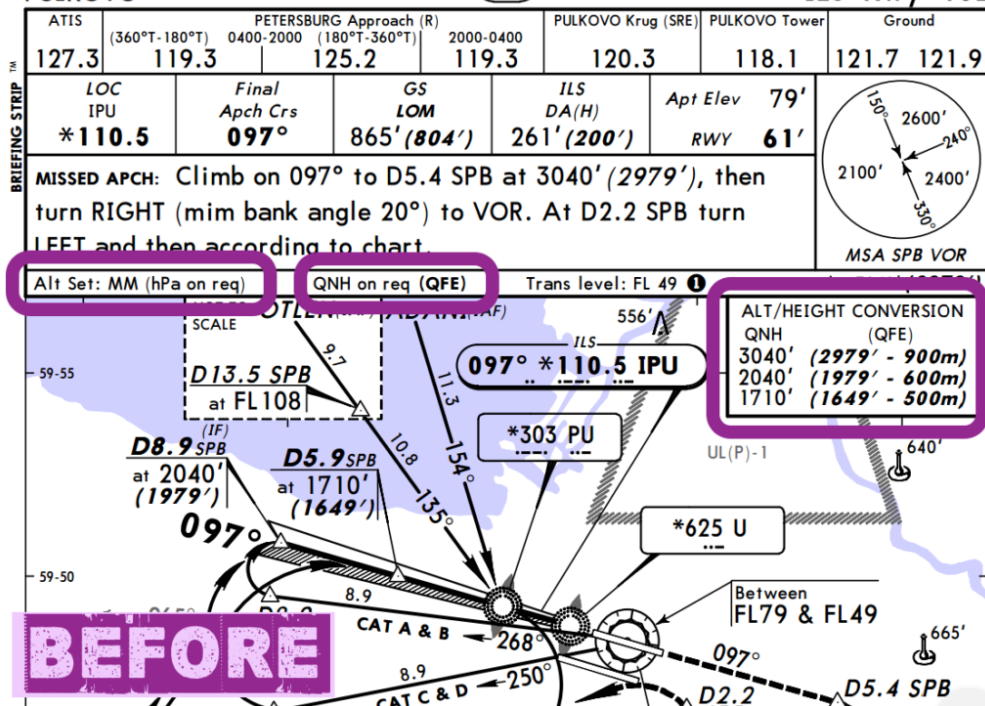 ATIS
127.3
PETERSBURG Approach (R)
(360°T-180°T) 0400-2000 (180°T-360°T) 2000-0400
119.3 125.2 119.3
PULKOVO Krug (SRE)
120.3
PULKOVO Tower
118.1
Ground
121.7 121.9
BRIEFING STRIP TM
LOC
IPU
*110.5
Final
Apch Crs
097°
GS
LOM
865' (804')
ILS
DA(H)
261' (200')
Apt Elev 79'
RWY 61'
150°
2600'
240°
2100'
2400'
330°
MSA SPB VOR
MISSED APCH: Climb on 097° to D5.4 SPB at 3040' (2979'), then
turn RIGHT (mim bank angle 20°) to VOR. At D2.2 SPB turn
LEFT and then according to chart.
Alt Set: MM (hPa on req)
QNH on req (QFE)
Trans level: FL 49 1
ALT/HEIGHT CONVERSION
QNH (QFE)
3040' (2979' - 900m)
2040' (1979' - 600m)
1710' (1649' - 500m)
SCALE
556'
ILS
097° *110.5 IPU
9.7
11.3
59-55
D13.5 SPB
at FL108
*303 PU
UL(P)-1
640'
(IF)
D8.9 SPB
at 2040'
(1979')
D5.9 SPB
at 1710'
(1649')
10.8
154°
135°
097°
*625 U
59-50
8.9
CAT A & B
268°
Between
FL79 & FL49
665'
097°
BEFORE
8.9
CAT C & D
250°
D2.2
D5.4 SPB